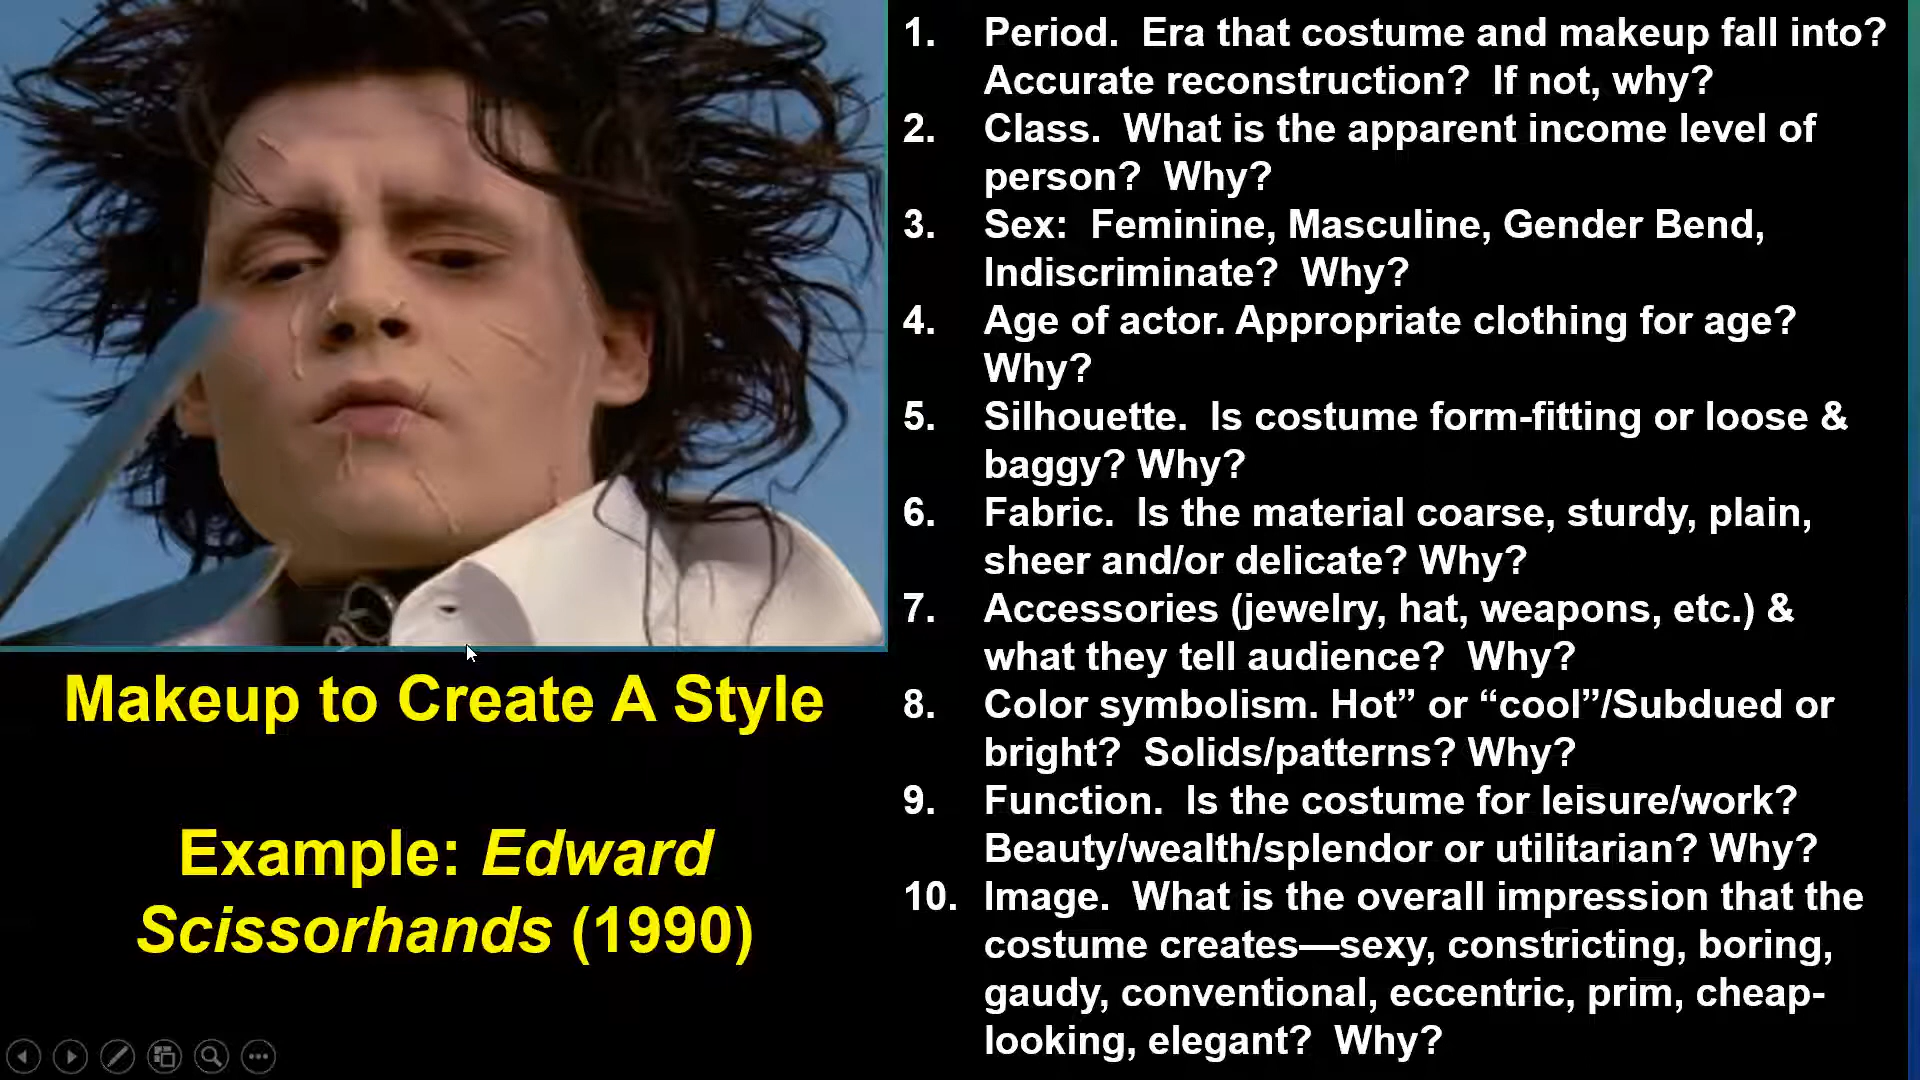 Makeup to Create A Style
Example: Edward
Scissorhands (1990)
1. Period. Era that costume and makeup fall into?
Accurate reconstruction? If not, why?
2. Class. What is the apparent income level of
person? Why?
3. Sex: Feminine, Masculine, Gender Bend,
Indiscriminate? Why?
4. Age of actor. Appropriate clothing for age?
Why?
5. Silhouette. Is costume form-fitting or loose &
baggy? Why?
6. Fabric. Is the material coarse, sturdy, plain,
sheer and/or delicate? Why?
7. Accessories (jewelry, hat, weapons, etc.) &
what they tell audience? Why?
8. Color symbolism. Hot” or “cool”/Subdued or
bright? Solids/patterns? Why?
9. Function. Is the costume for leisure/work?
Beauty/wealth/splendor or utilitarian? Why?
10. Image. What is the overall impression that the
costume creates—sexy, constricting, boring,
gaudy, conventional, eccentric, prim, cheap-
looking, elegant? Why?